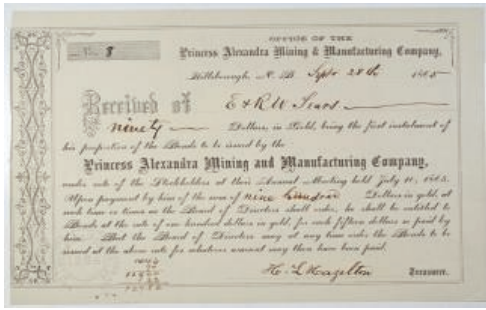 OFFICE OF THE
No. 8 Princess Alexandra Mining & Manufacturing Company,
Hillsborough N. B. Septr 28th 1865
Received of E & R W Sears
ninety Dollars, in Gold, being the first instalment of
his proportion of the Bonds to be issued by the
Princess Alexandra Mining and Manufacturing Company,
under vote of the Stockholders at their Annual Meeting held July 11, 1865.
Upon payment by him of the sum of nine hundred Dollars in gold, at
such time or times as the Board of Directors shall order, he shall be entitled to
Bonds at the rate of one hundred dollars in gold, for each fifteen dollars so paid by
him. But the Board of Directors may at any time order the Bonds to be
issued at the above rate for whatever amount may then have been paid.
H. L. Hazelton Treasurer.